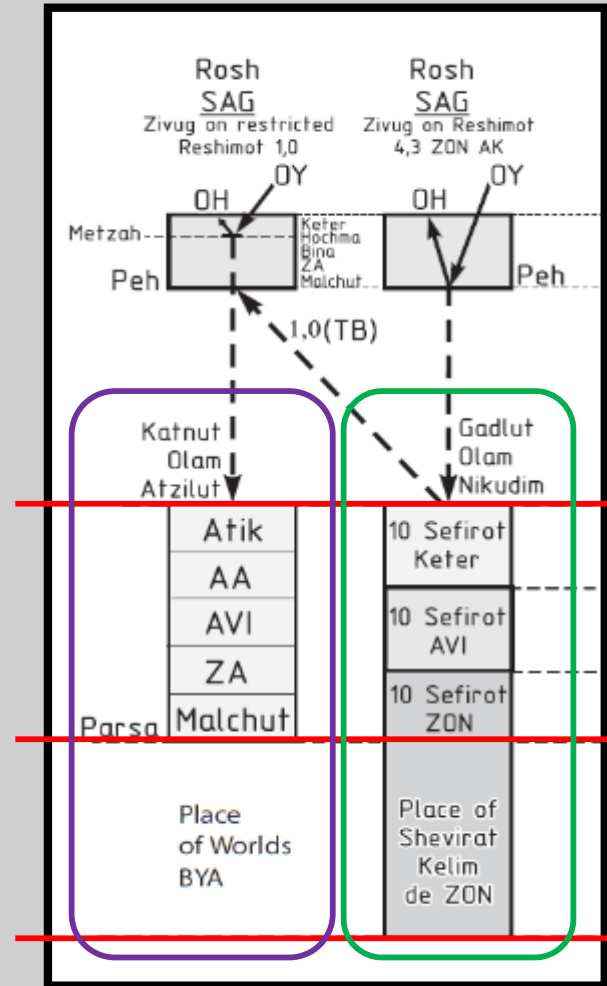 Rosh
SAG
Zivug on restricted
Reshimot 1,0
Rosh
SAG
Zivug on Reshimot
4,3 ZON AK
OH
OY
OH
OY
Metzah
Keter
Hochma
Bina
ZA
Malchut
Peh
Peh
1,0(TB)
Katnut
Olam
Atzilut
Gadlut
Olam
Nikudim
Atik
AA
AVI
ZA
Malchut
Parsa
10 Sefirot
Keter
10 Sefirot
AVI
10 Sefirot
ZON
Place
of Worlds
BYA
Place of
Shevirat
Kelim
de ZON